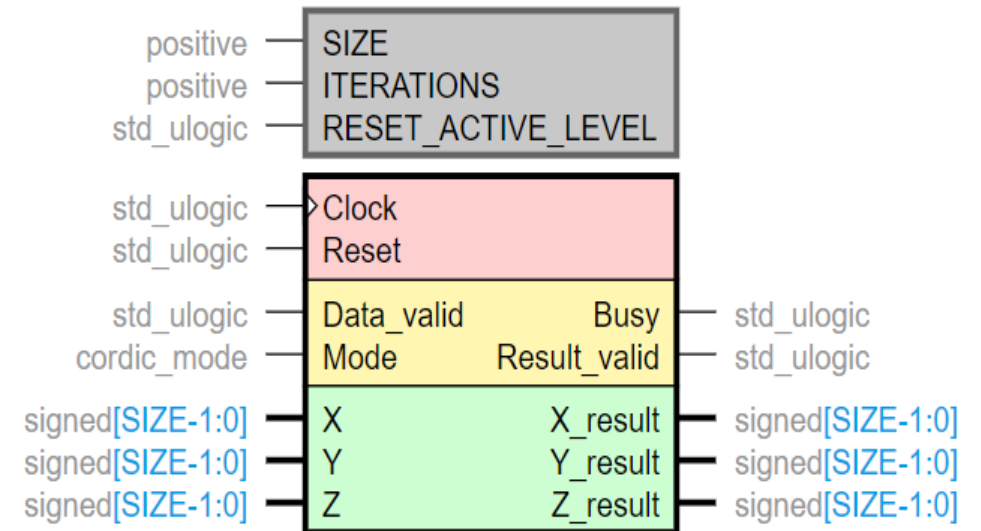 positive SIZE
positive ITERATIONS
std_ulogic RESET_ACTIVE_LEVEL
std_ulogic Clock
std_ulogic Reset
std_ulogic Data_valid Busy std_ulogic
cordic_mode Mode Result_valid std_ulogic
signed[SIZE-1:0] X X_result signed[SIZE-1:0]
signed[SIZE-1:0] Y Y_result signed[SIZE-1:0]
signed[SIZE-1:0] Z Z_result signed[SIZE-1:0]